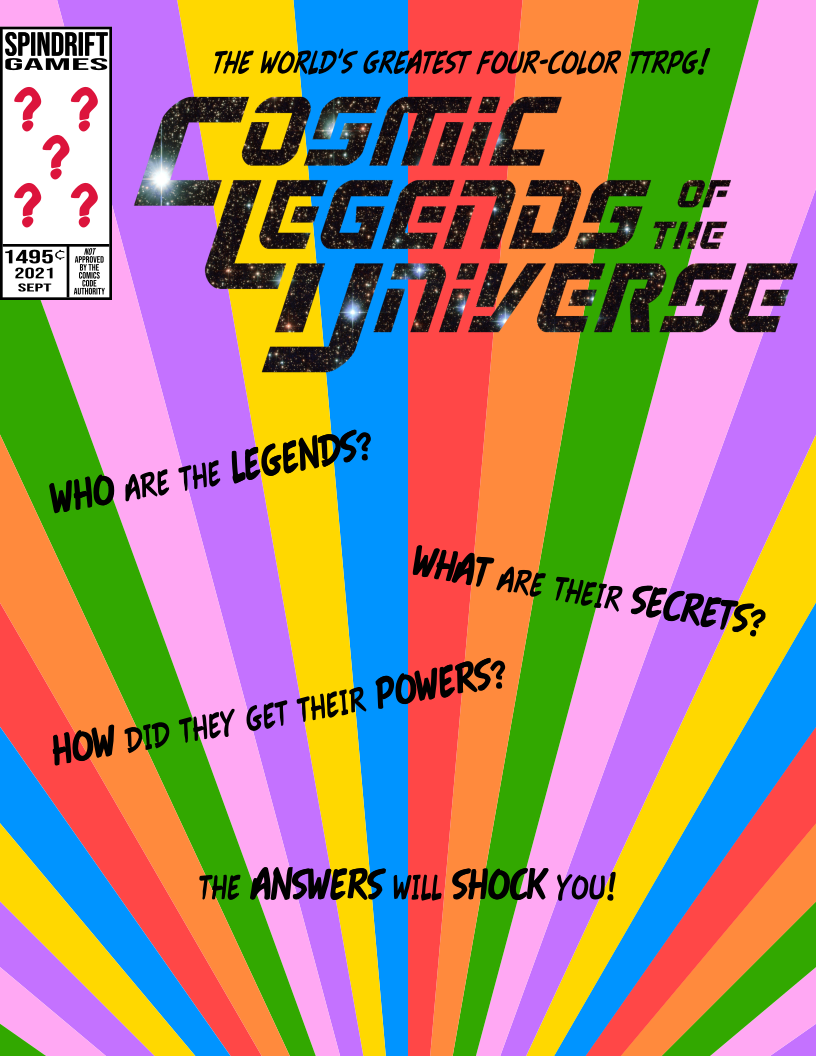 SPINDRIFT
GAMES
? ?
?
? ?
1495¢
2021
SEPT
NOT
APPROVED
BY THE
COMICS
CODE
AUTHORITY
THE WORLD'S GREATEST FOUR-COLOR TTRPG!
COSMIC
LEGENDS OF
THE
UNIVERSE
WHO ARE THE LEGENDS?
WHAT ARE THEIR SECRETS?
HOW DID THEY GET THEIR POWERS?
THE ANSWERS WILL SHOCK YOU!